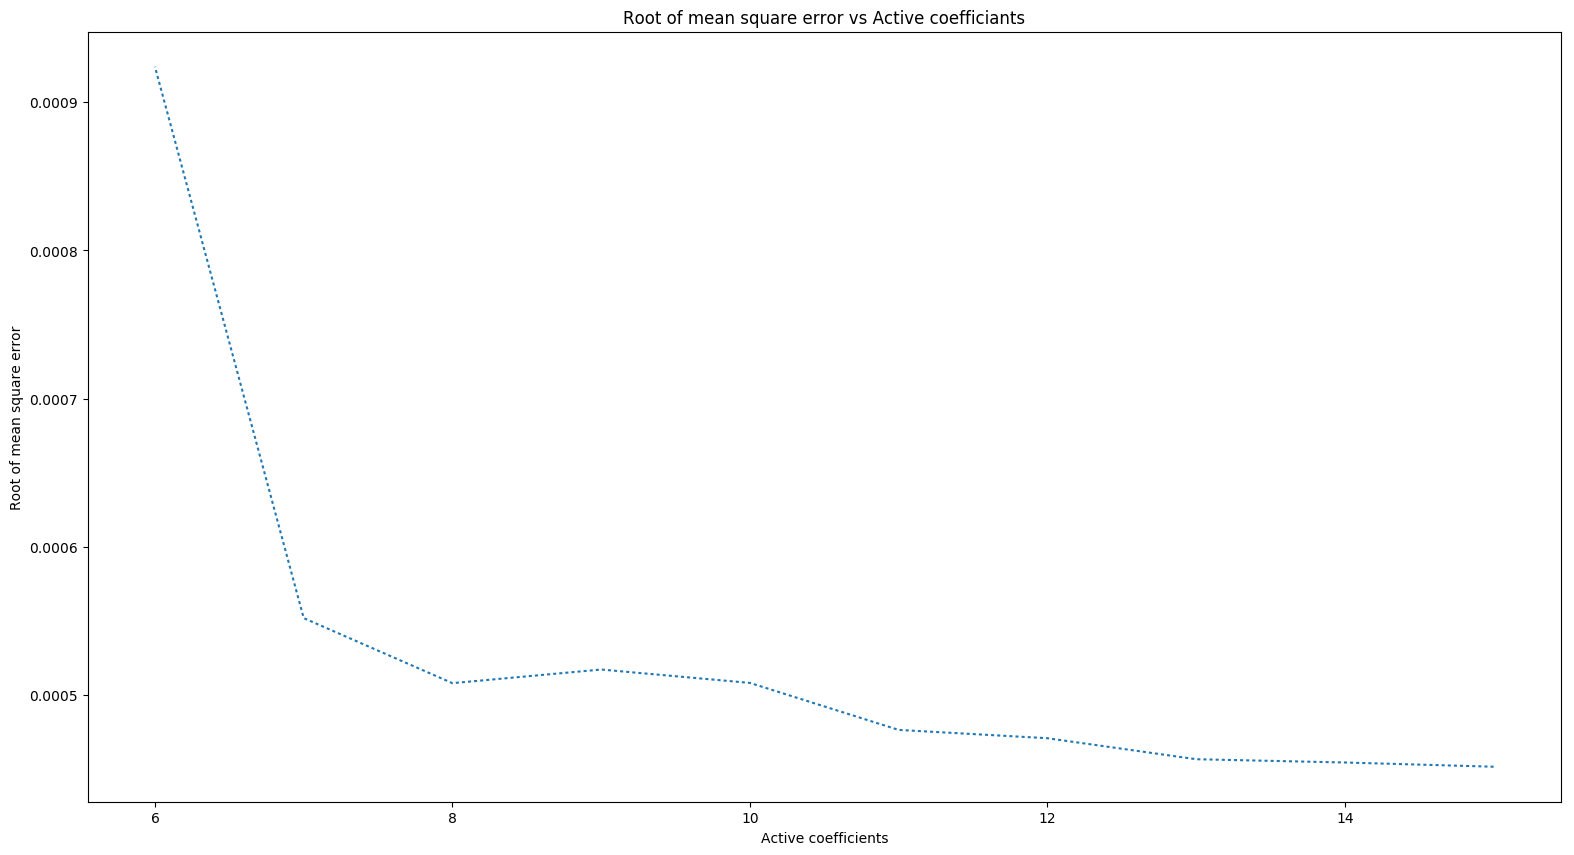 Root of mean square error vs Active coefficiants
0.0009
0.0008
0.0007
0.0006
0.0005
Root of mean square error
6 8 10 12 14
Active coefficients